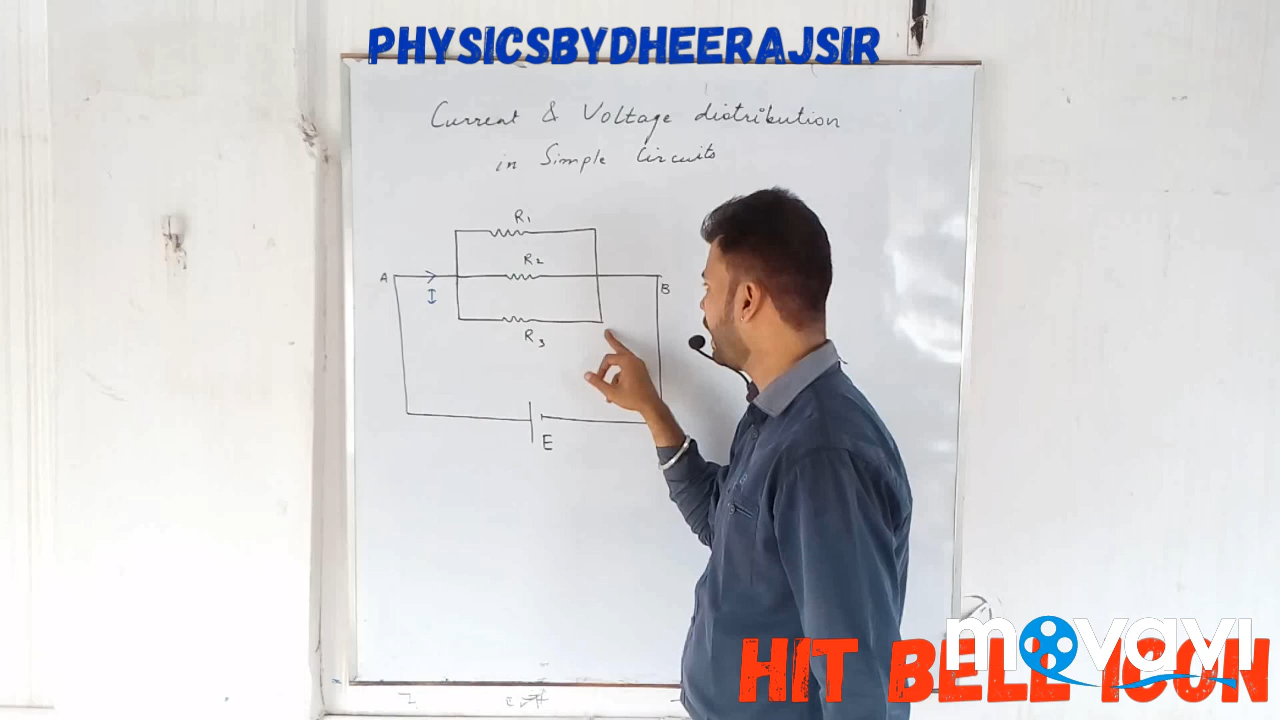 PHYSICSBYDHEERAJSIR
Current & Voltage distribution
in Simple Circuits
R1
R2
A
I
B
R3
E
HIT BELL ICON
movavi